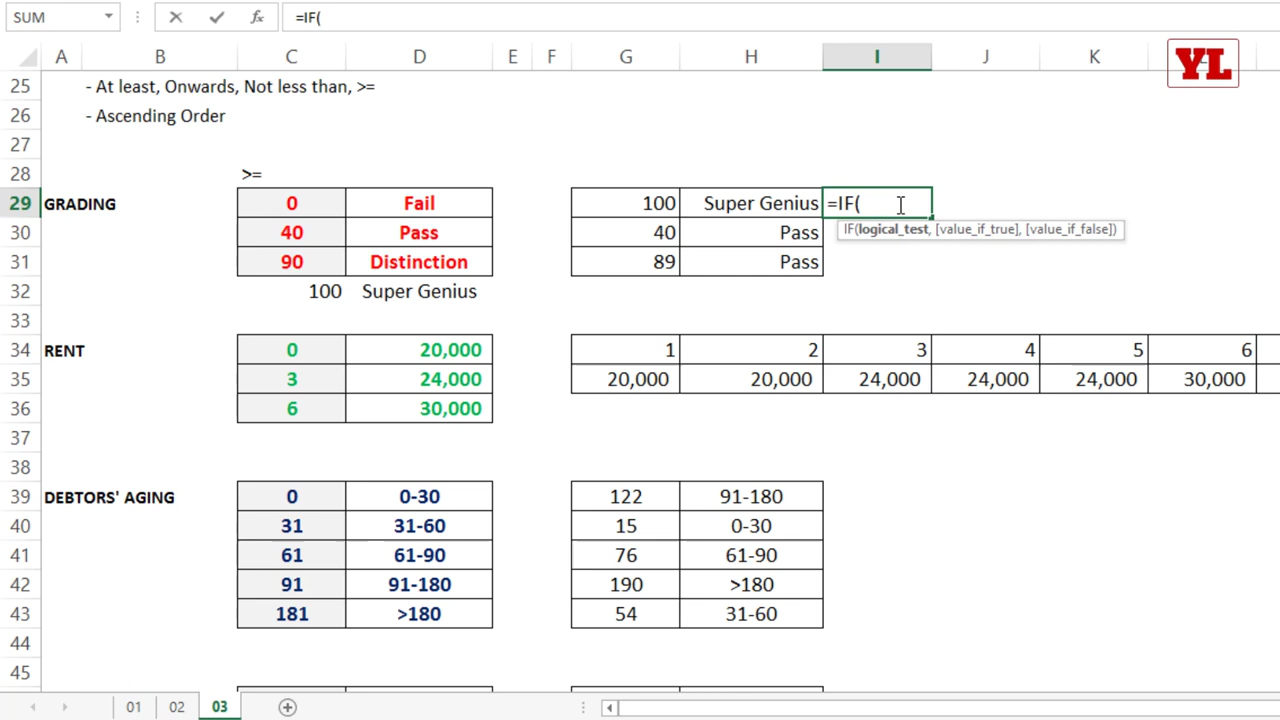 SUM =IF(
A B C D E F G H I J K
YL
25 - At least, Onwards, Not less than, >=
26 - Ascending Order
27
28 >=
29 GRADING 0 Fail 100 Super Genius =IF(
30 40 Pass 40 Pass IF(logical_test, [value_if_true], [value_if_false])
31 90 Distinction 89 Pass
32 100 Super Genius
33
34 RENT 0 20,000 1 2 3 4 5 6
35 3 24,000 20,000 20,000 24,000 24,000 24,000 30,000
36 6 30,000
37
38
39 DEBTORS' AGING 0 0-30 122 91-180
40 31 31-60 15 0-30
41 61 61-90 76 61-90
42 91 91-180 190 >180
43 181 >180 54 31-60
44
45
01 02 03